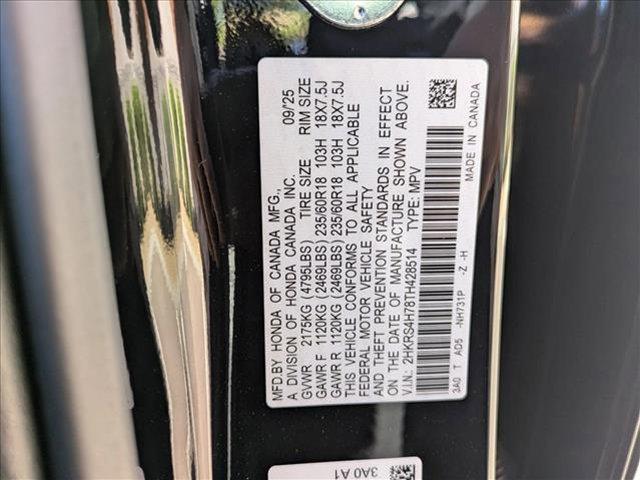 MFD.BY HONDA OF CANADA MFG.,
A DIVISION OF HONDA CANADA INC. 09/'25
GVWR 2175KG (4795LBS) TIRE SIZE RIM SIZE
GAWR F 1120KG (2469LBS) 235/60R18 103H 18X7.5J
GAWR R 1120KG (2469LBS) 235/60R18 103H 18X7.5J
THIS VEHICLE CONFORMS TO ALL APPLICABLE
FEDERAL MOTOR VEHICLE SAFETY
AND THEFT PREVENTION STANDARDS IN EFFECT
ON THE DATE OF MANUFACTURE SHOWN ABOVE.
V.I.N.: 2HKRS4H78TH428514 TYPE: MPV
3A0 T AD5 -NH731P -Z -H MADE IN CANADA
3A0 A1